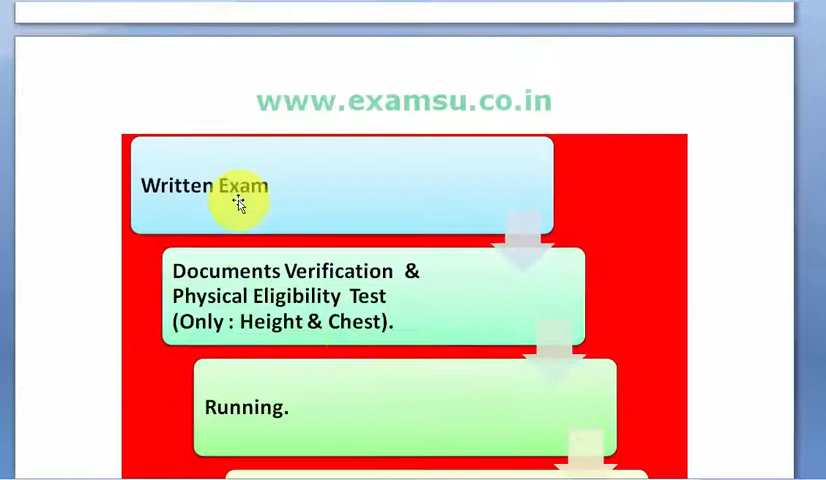 www.examsu.co.in
Written Exam
Documents Verification &
Physical Eligibility Test
(Only : Height & Chest).
Running.